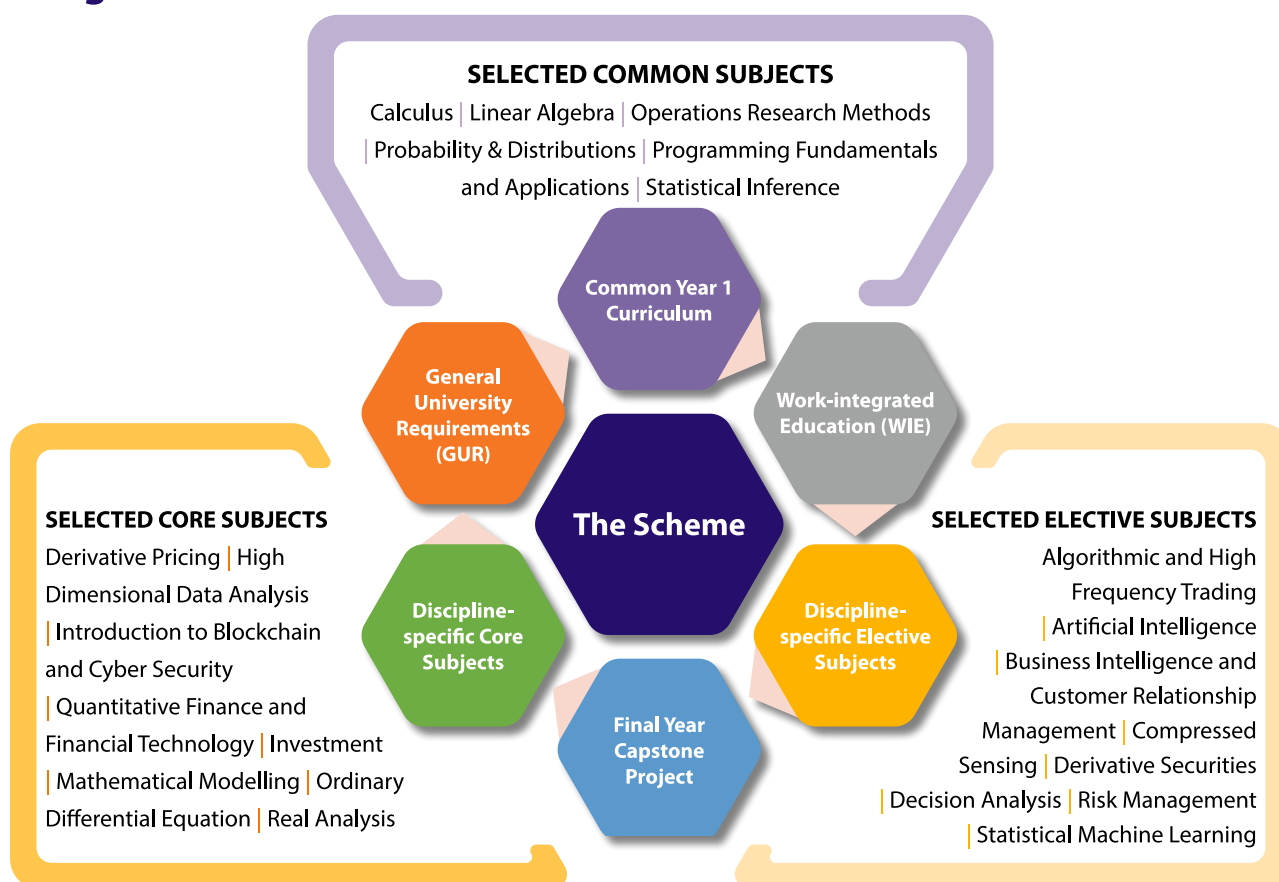 SELECTED COMMON SUBJECTS
Calculus | Linear Algebra | Operations Research Methods
| Probability & Distributions | Programming Fundamentals
and Applications | Statistical Inference
Common Year 1
Curriculum
General
University
Requirements
(GUR)
Work-integrated
Education (WIE)
The Scheme
Discipline-
specific Core
Subjects
Discipline-
specific Elective
Subjects
Final Year
Capstone
Project
SELECTED CORE SUBJECTS
Derivative Pricing | High
Dimensional Data Analysis
| Introduction to Blockchain
and Cyber Security
| Quantitative Finance and
Financial Technology | Investment
| Mathematical Modelling | Ordinary
Differential Equation | Real Analysis
SELECTED ELECTIVE SUBJECTS
Algorithmic and High
Frequency Trading
| Artificial Intelligence
| Business Intelligence and
Customer Relationship
Management | Compressed
Sensing | Derivative Securities
| Decision Analysis | Risk Management
| Statistical Machine Learning